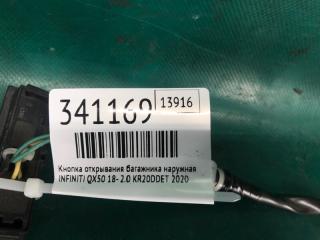 341169 13916
Кнопка открывания багажника наружная
INFINITI QX50 18- 2.0 KR20DDET 2020